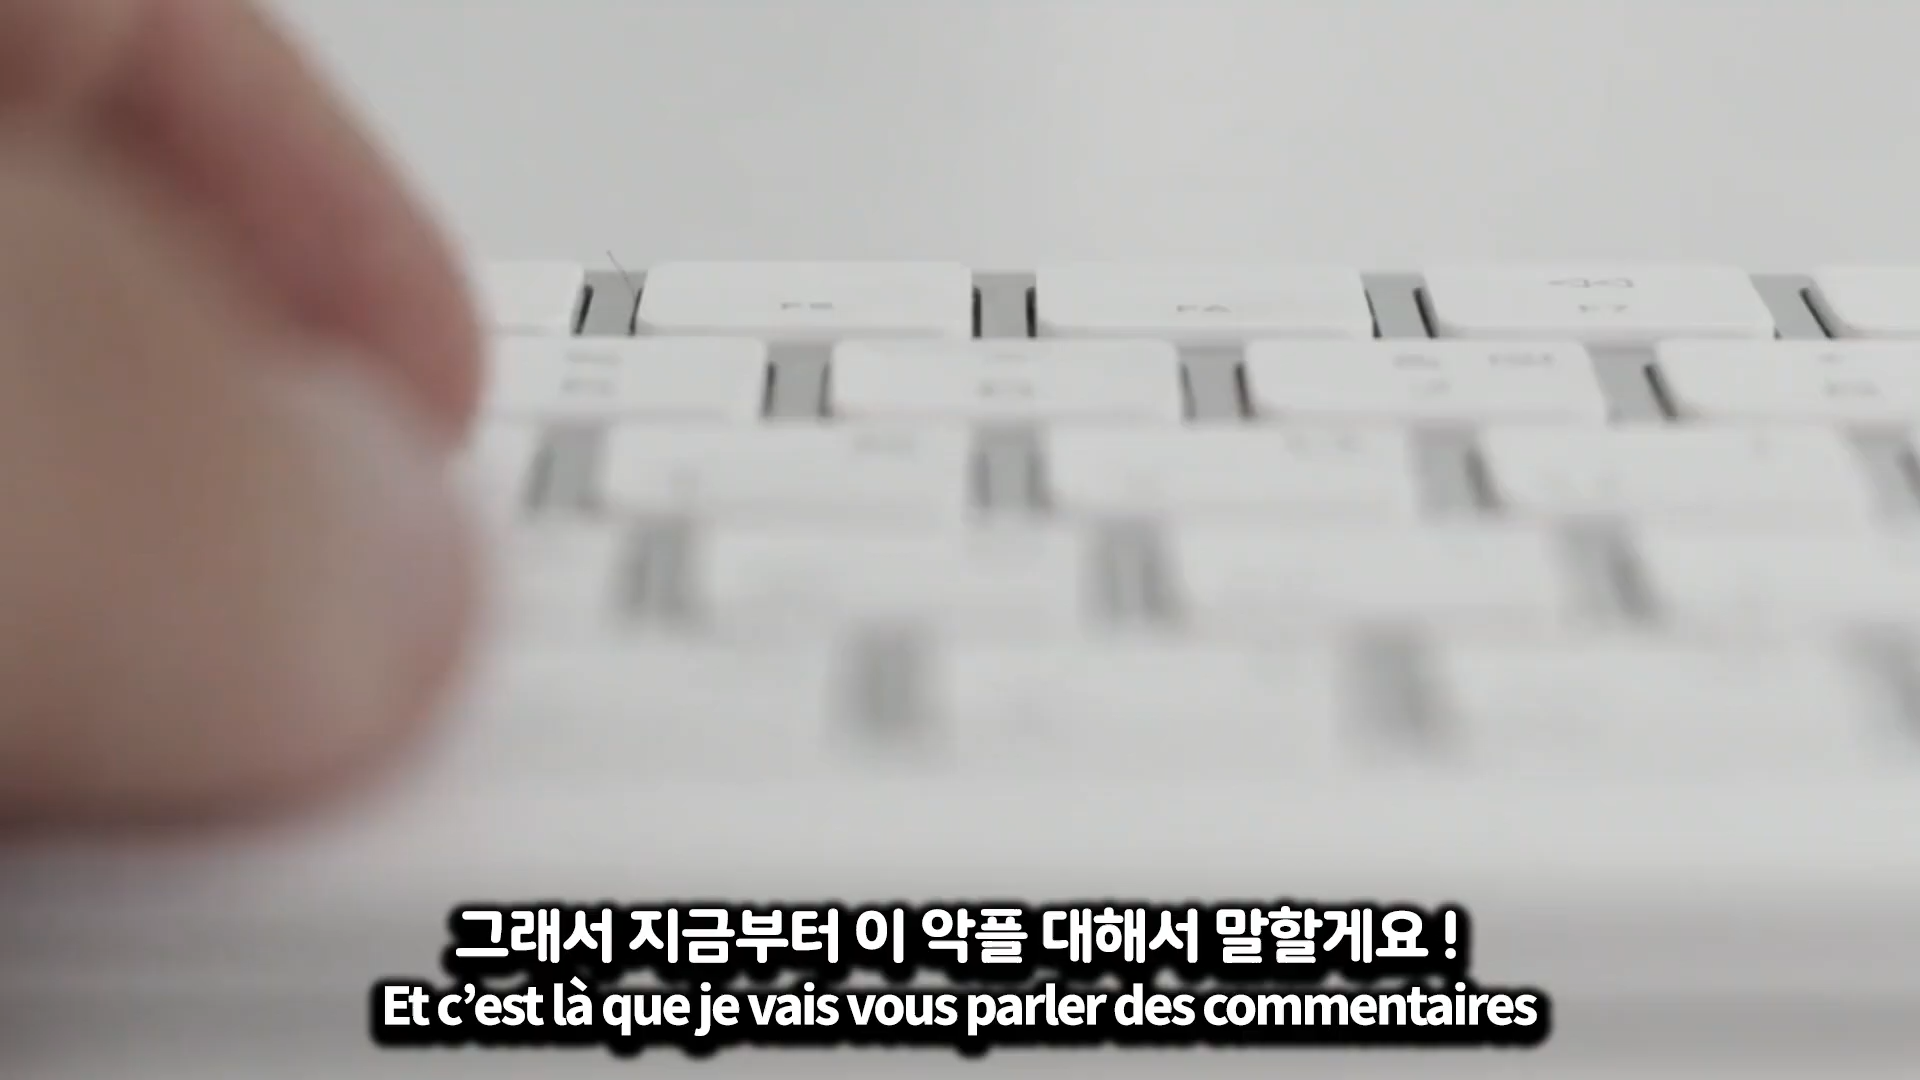 그래서 지금부터 이 악플 대해서 말할게요 !
Et c’est là que je vais vous parler des commentaires